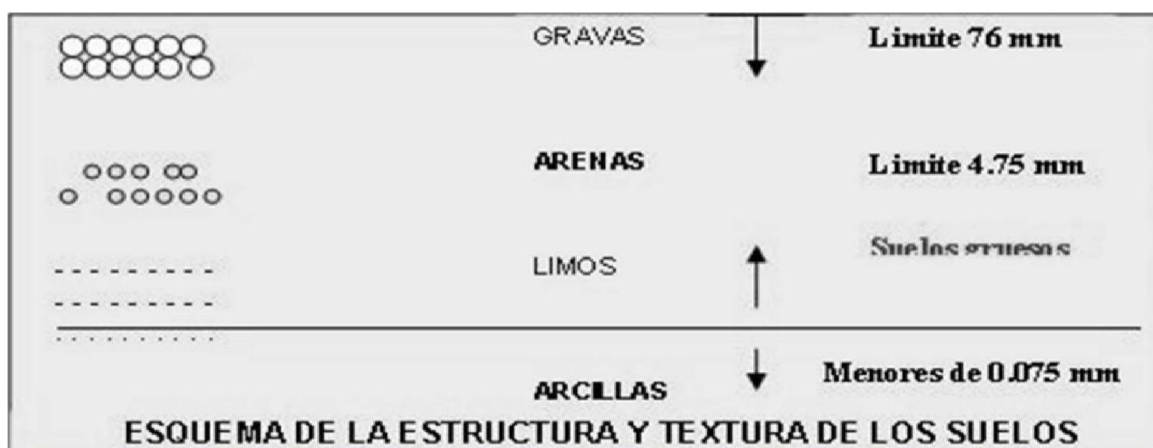 GRAVAS Limite 76 mm
ARENAS Limite 4.75 mm
Suelos gruesos
LIMOS
Menores de 0.075 mm
ARCILLAS
ESQUEMA DE LA ESTRUCTURA Y TEXTURA DE LOS SUELOS